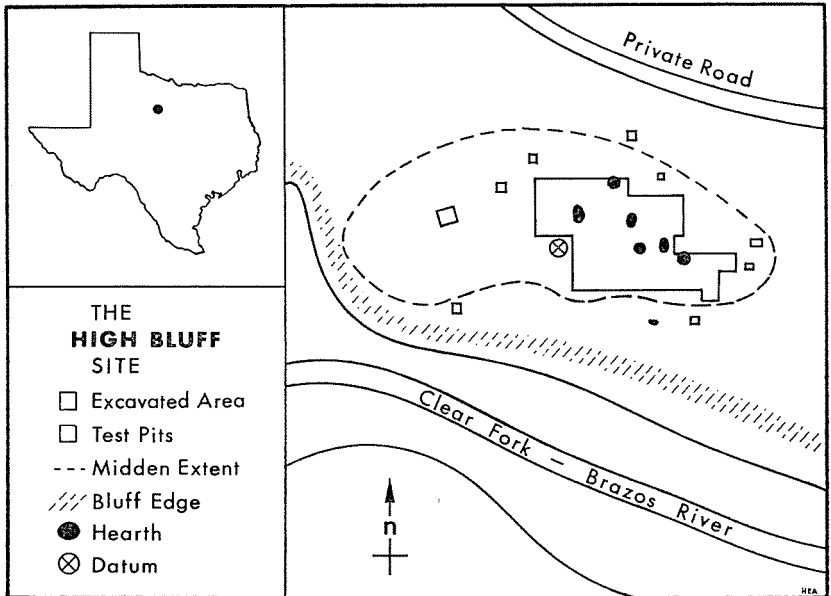 THE
HIGH BLUFF
SITE
Excavated Area
Test Pits
Midden Extent
Bluff Edge
Hearth
Datum
Private Road
Clear Fork – Brazos River
n
HEA